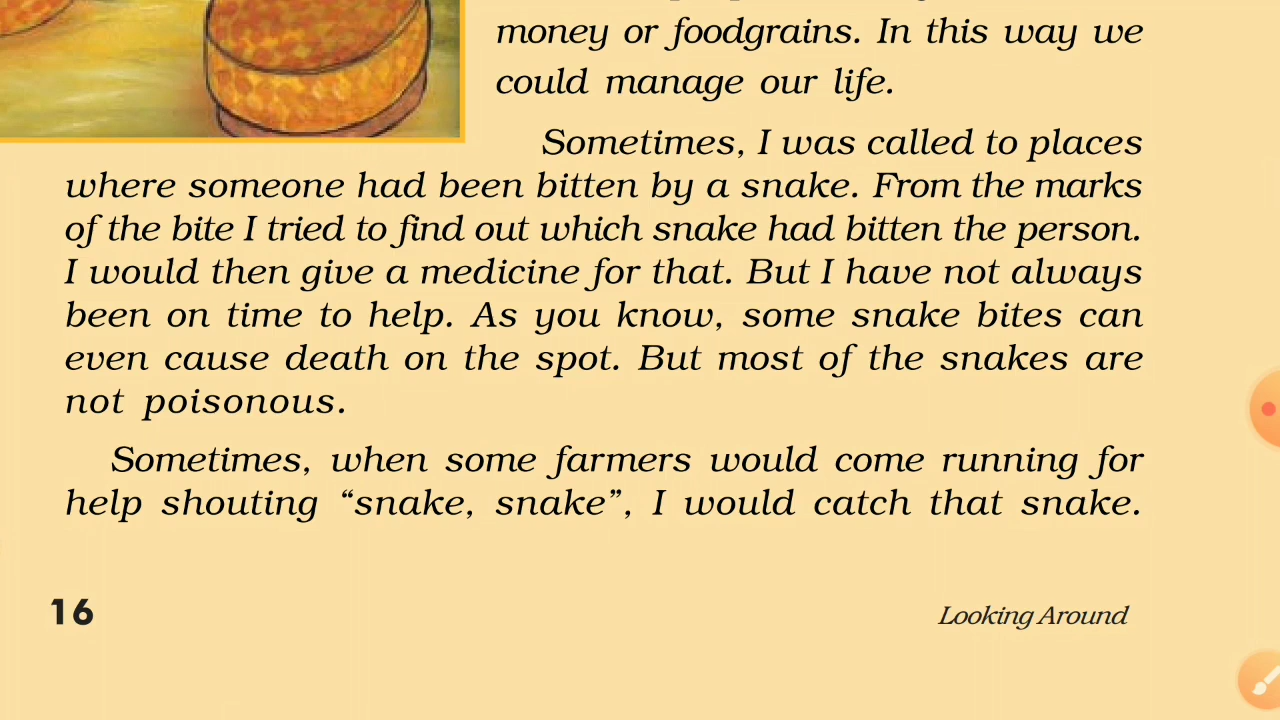 money or foodgrains. In this way we
could manage our life.
Sometimes, I was called to places
where someone had been bitten by a snake. From the marks
of the bite I tried to find out which snake had bitten the person.
I would then give a medicine for that. But I have not always
been on time to help. As you know, some snake bites can
even cause death on the spot. But most of the snakes are
not poisonous.
Sometimes, when some farmers would come running for
help shouting “snake, snake”, I would catch that snake.
16
Looking Around